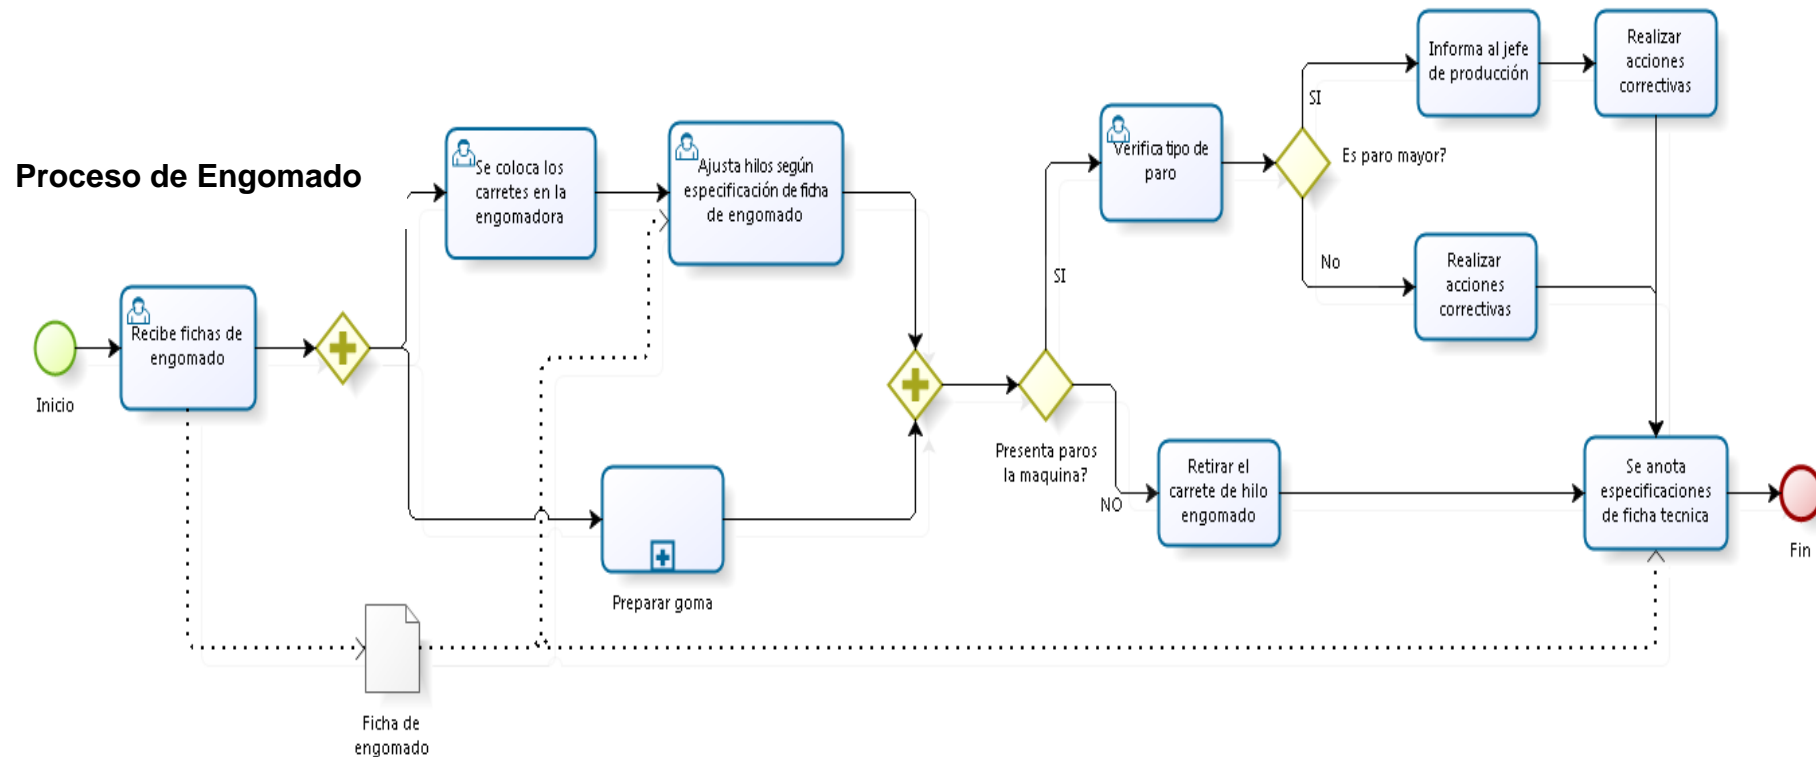 Proceso de Engomado
Inicio
Recibe fichas de
engomado
Se coloca los
carretes en la
engomadora
Ajusta hilos según
especificación de ficha
de engomado
Preparar goma
Ficha de
engomado
Presenta paros
la maquina?
SI
NO
Verifica tipo de
paro
Es paro mayor?
SI
No
Informa al jefe
de producción
Realizar
acciones
correctivas
Realizar
acciones
correctivas
Retirar el
carrete de hilo
engomado
Se anota
especificaciones
de ficha tecnica
Fin